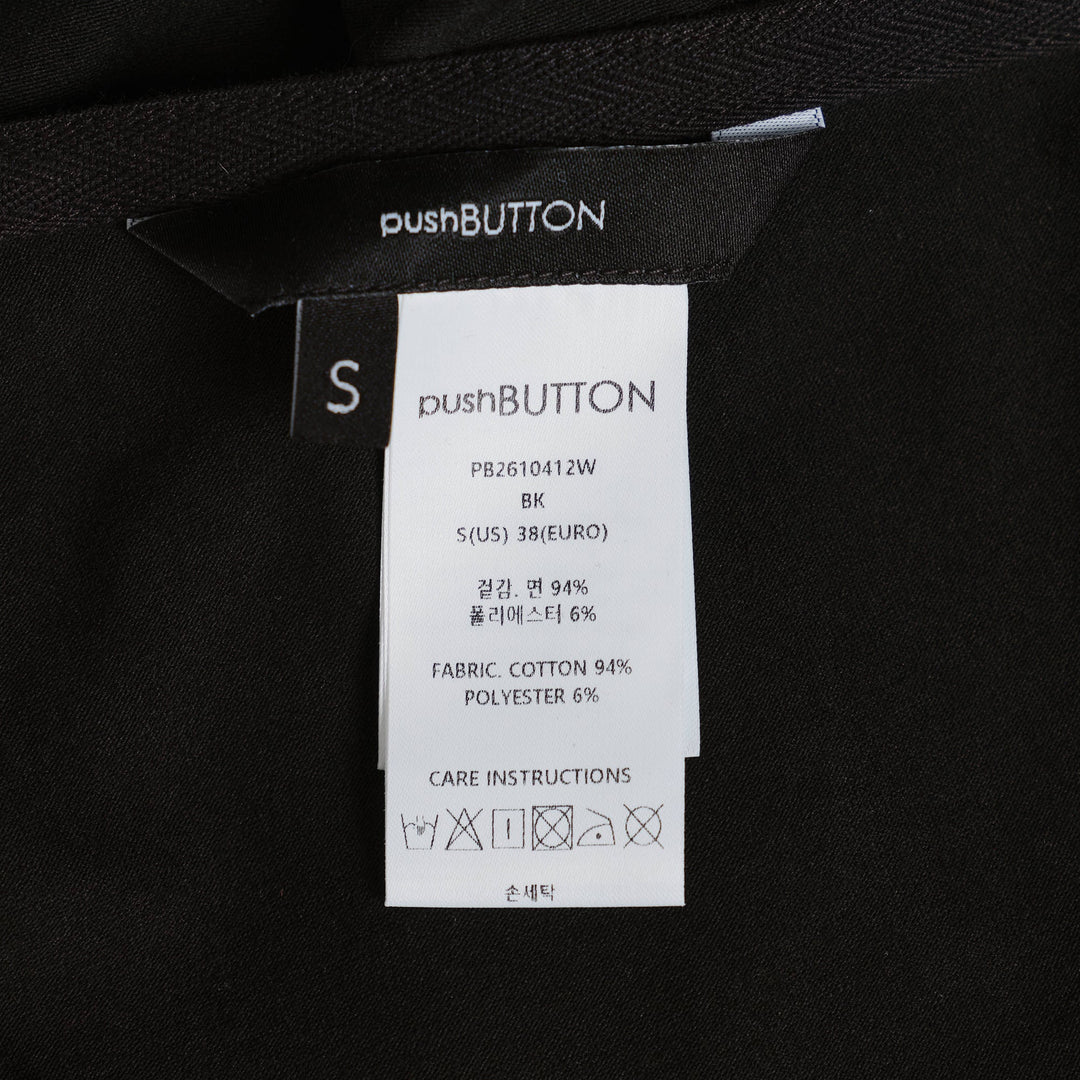 pushBUTTON
S
pushBUTTON
PB2610412W
BK
S(US) 38(EURO)
겉감. 면 94%
폴리에스터 6%
FABRIC. COTTON 94%
POLYESTER 6%
CARE INSTRUCTIONS
손세탁